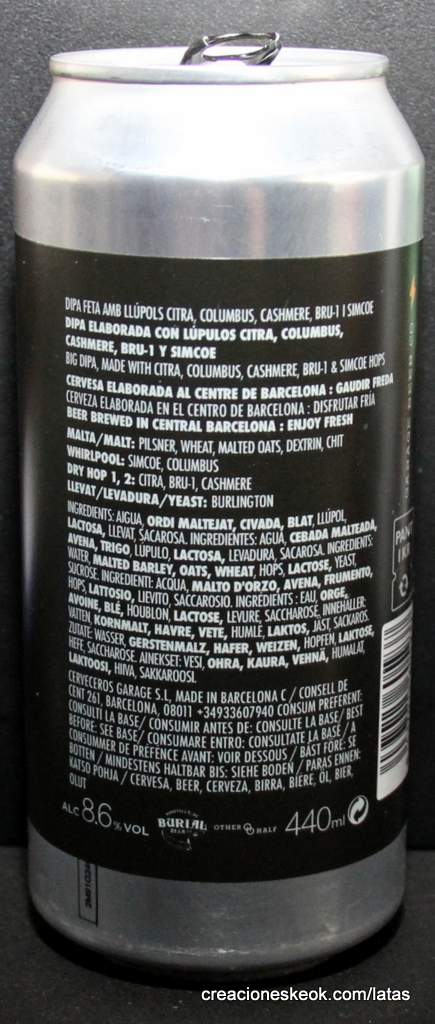 DIPA FETA AMB LLÚPOLS CITRA, COLUMBUS, CASHMERE, BRU-1 I SIMCOE
DIPA ELABORADA CON LÚPULOS CITRA, COLUMBUS,
CASHMERE, BRU-1 Y SIMCOE
BIG DIPA, MADE WITH CITRA, COLUMBUS, CASHMERE, BRU-1 & SIMCOE HOPS
CERVESA ELABORADA AL CENTRE DE BARCELONA : GAUDIR FREDA
CERVEZA ELABORADA EN EL CENTRO DE BARCELONA : DISFRUTAR FRÍA
BEER BREWED IN CENTRAL BARCELONA : ENJOY FRESH
MALTA/MALT: PILSNER, WHEAT, MALTED OATS, DEXTRIN, CHIT
WHIRLPOOL: SIMCOE, COLUMBUS
DRY HOP 1, 2: CITRA, BRU-1, CASHMERE
LLEVAT/LEVADURA/YEAST: BURLINGTON
INGREDIENTS: AIGUA, ORDI MALTEJAT, CIVADA, BLAT, LLÚPOL,
LACTOSA, LLEVAT, SACAROSA. INGREDIENTES: AGUA, CEBADA MALTEADA,
AVENA, TRIGO, LÚPULO, LACTOSA, LEVADURA, SACAROSA. INGREDIENTS:
WATER, MALTED BARLEY, OATS, WHEAT, HOPS, LACTOSE, YEAST,
SUCROSE. INGREDIENTI: ACQUA, MALTO D'ORZO, AVENA, FRUMENTO,
HOPS, LATTOSIO, LIEVITO, SACCAROSIO. INGRÉDIENTS : EAU, ORGE,
AVOINE, BLÉ, HOUBLON, LACTOSE, LEVURE, SACCHAROSE. INNEHÅLLER:
VATTEN, KORNMALT, HAVRE, VETE, HUMLE, LAKTOS, JÄST, SACKAROS.
ZUTATE: WASSER, GERSTENMALZ, HAFER, WEIZEN, HOPFEN, LAKTOSE,
HEFE, SACCHAROSE. AINEKSET: VESI, OHRA, KAURA, VEHNÄ, HUMALAT,
LAKTOOSI, HIIVA, SAKKAROOSI.
CERVECEROS GARAGE S.L, MADE IN BARCELONA C / CONSELL DE
CENT 261, BARCELONA, 08011 +34933607940 CONSUM PREFERENT:
CONSULTI LA BASE/ CONSUMIR ANTES DE: CONSULTE LA BASE/ BEST
BEFORE: SEE BASE/ CONSUMARE ENTRO: CONSULTATE LA BASE/ A
CONSUMMER DE PREFENCE AVANT: VOIR DESSOUS / BÄST FÖRE: SE
BOTTEN / MINDESTENS HALTBAR BIS: SIEHE BODEN / PARAS ENNEN:
KATSO POHJA / CERVESA, BEER, CERVEZA, BIRRA, BIÈRE, ÖL, BIER,
OLUT
ALC 8.6% VOL
BURIAL
BEER
OTHER HALF
440ml
PANT
1 KR
creacioneskeok.com/latas